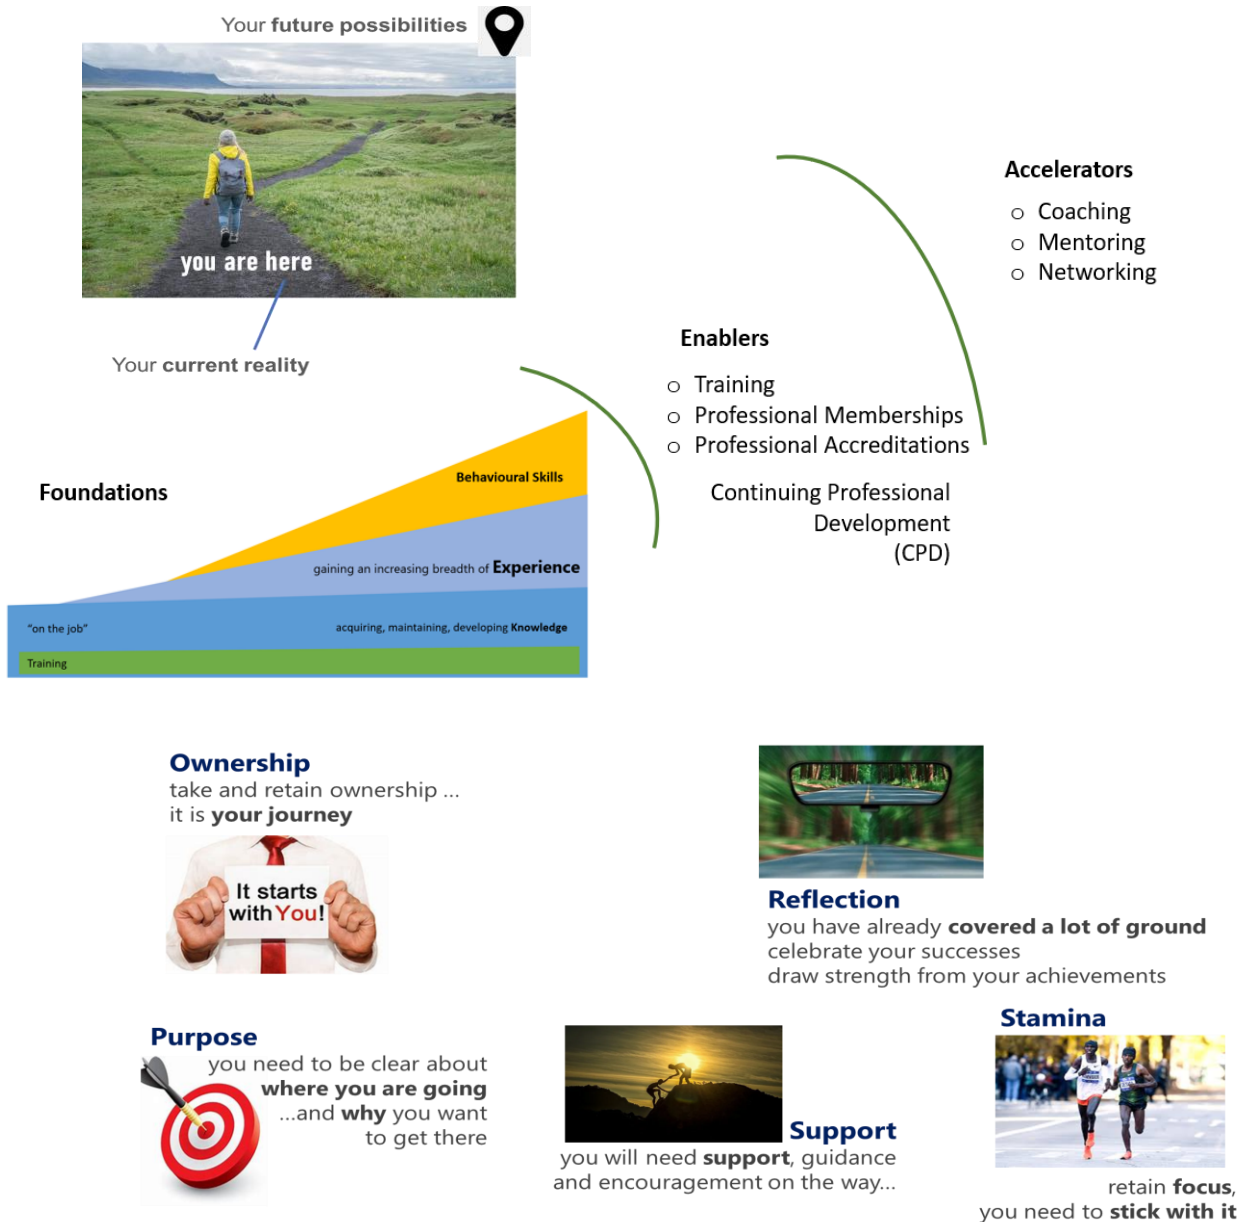 Your future possibilities
you are here
Your current reality
Accelerators
o Coaching
o Mentoring
o Networking
Enablers
o Training
o Professional Memberships
o Professional Accreditations
Continuing Professional
Development
(CPD)
Foundations
Behavioural Skills
gaining an increasing breadth of Experience
"on the job"
acquiring, maintaining, developing Knowledge
Training
Ownership
take and retain ownership ...
it is your journey
It starts
with You!
Reflection
you have already covered a lot of ground
celebrate your successes
draw strength from your achievements
Purpose
you need to be clear about
where you are going
...and why you want
to get there
Support
you will need support, guidance
and encouragement on the way...
Stamina
retain focus,
you need to stick with it